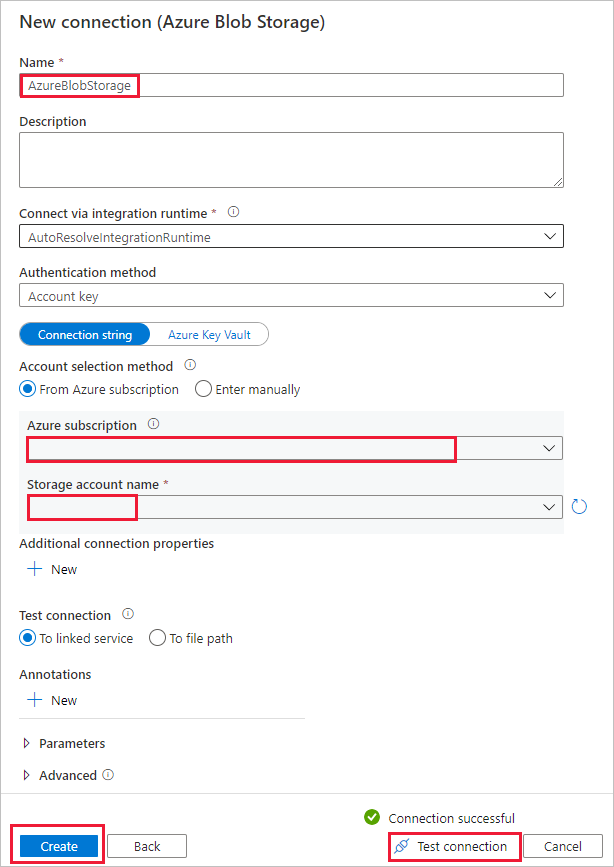 New connection (Azure Blob Storage)
Name *
AzureBlobStorage
Description
Connect via integration runtime *
AutoResolveIntegrationRuntime
Authentication method
Account key
Connection string Azure Key Vault
Account selection method
From Azure subscription Enter manually
Azure subscription
Storage account name *
Additional connection properties
New
Test connection
To linked service To file path
Annotations
New
Parameters
Advanced
Connection successful
Create Back Test connection Cancel